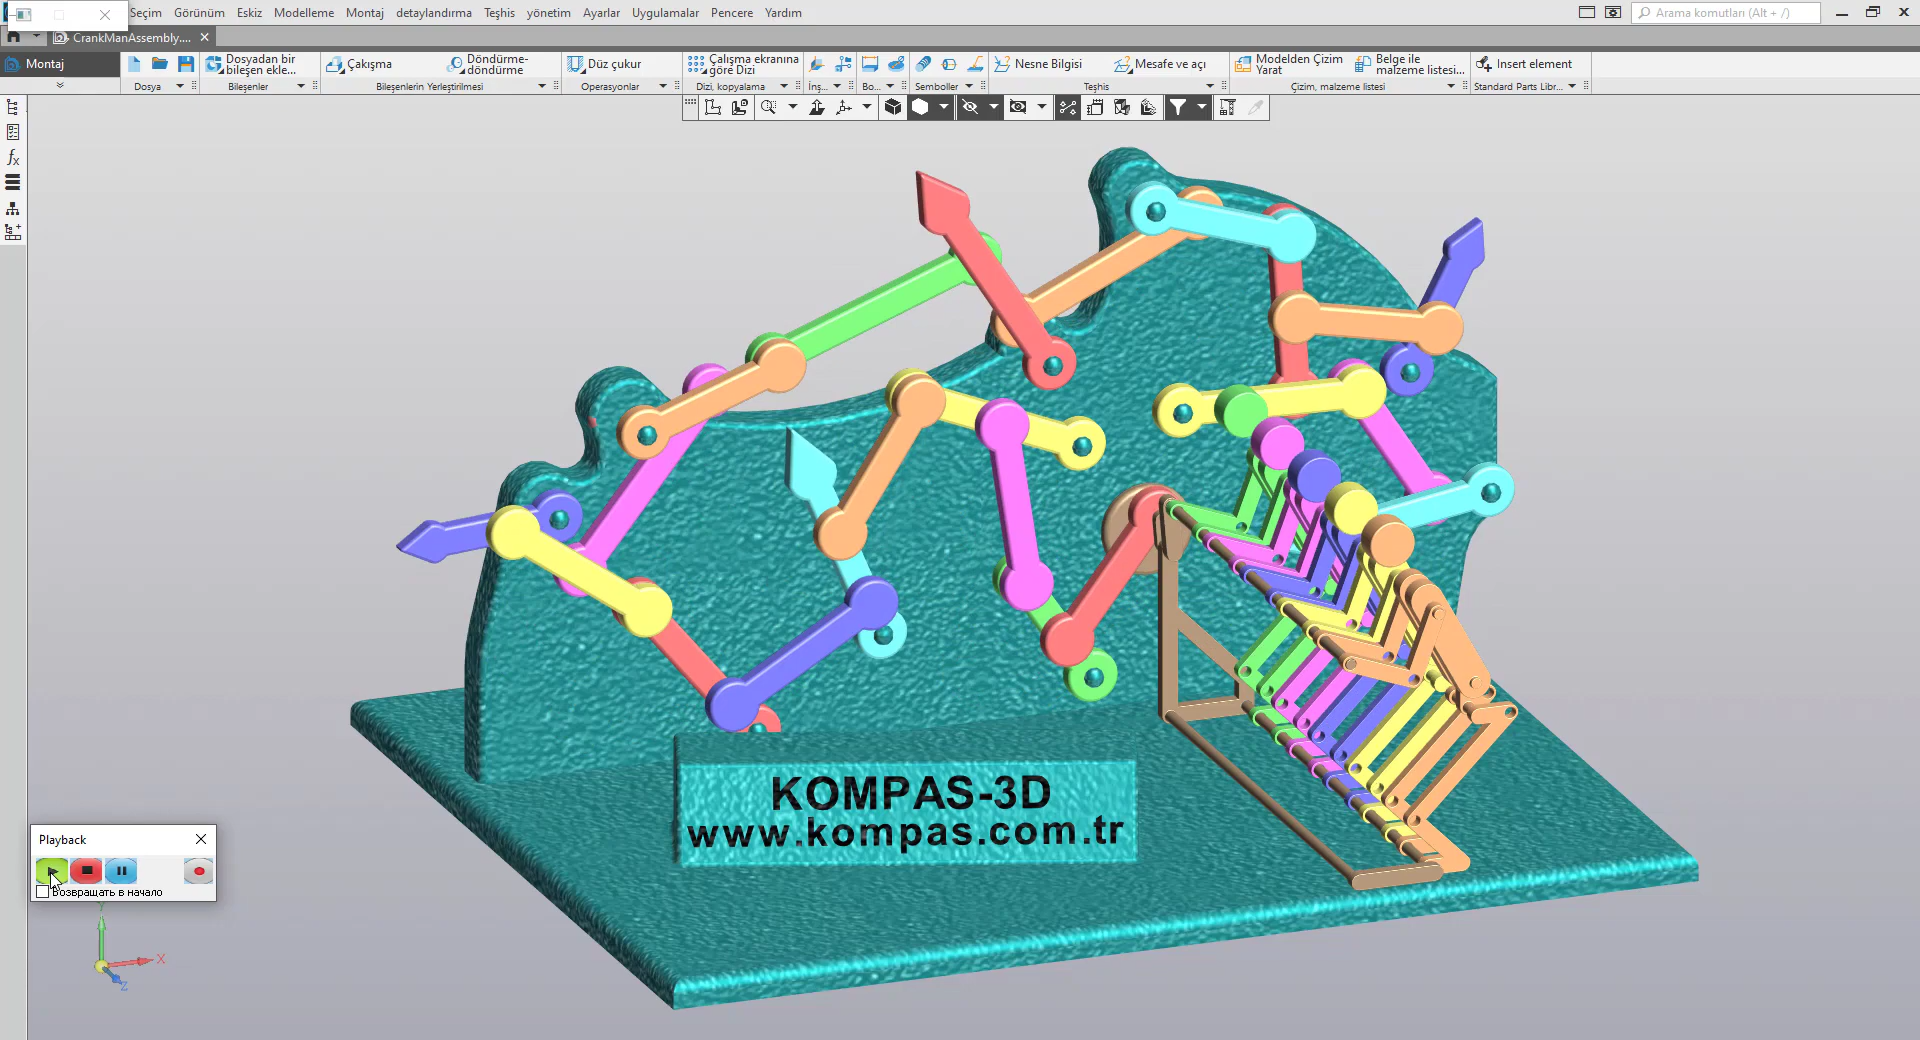 Seçim Görünüm Eskiz Modelleme Montaj detaylandırma Teşhis yönetim Ayarlar Uygulamalar Pencere Yardım
Arama komutları (Alt + /)
CrankManAssembly....
Montaj
Dosyadan bir
bileşen ekle...
Çakışma
Döndürme-
döndürme
Düz çukur
Çalışma ekranına
göre Dizi
Nesne Bilgisi
Mesafe ve açı
Modelden Çizim
Yarat
Belge ile
malzeme listesi...
Insert element
Dosya
Bileşenler
Bileşenlerin Yerleştirilmesi
Operasyonlar
Dizi, kopyalama
İnş...
Bo...
Semboller
Teşhis
Çizim, malzeme listesi
Standard Parts Libr...
fx
KOMPAS-3D
www.kompas.com.tr
Playback
Возвращать в начало
X
Z